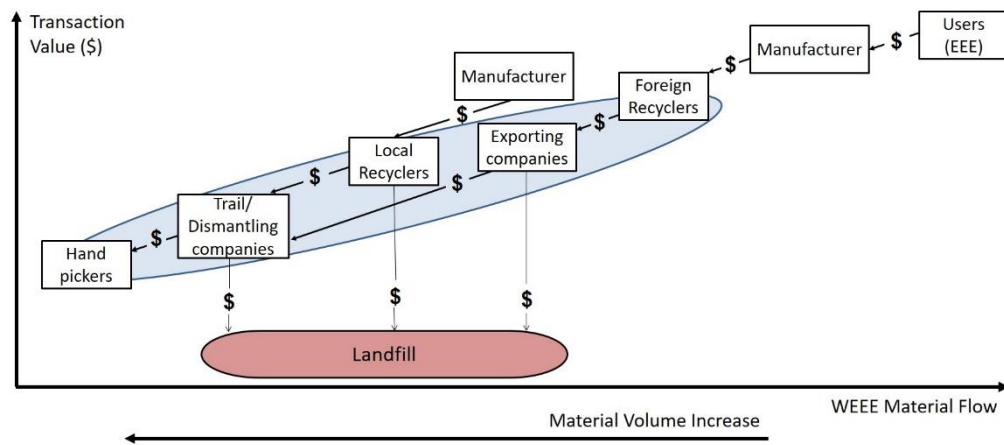 Transaction
Value ($)
Users
(EEE)
$
Manufacturer
$
Manufacturer
Foreign
Recyclers
$
$
Exporting
companies
Local
Recyclers
$
$
Trail/
Dismantling
companies
$
Hand
pickers
$
$
$
Landfill
WEEE Material Flow
Material Volume Increase